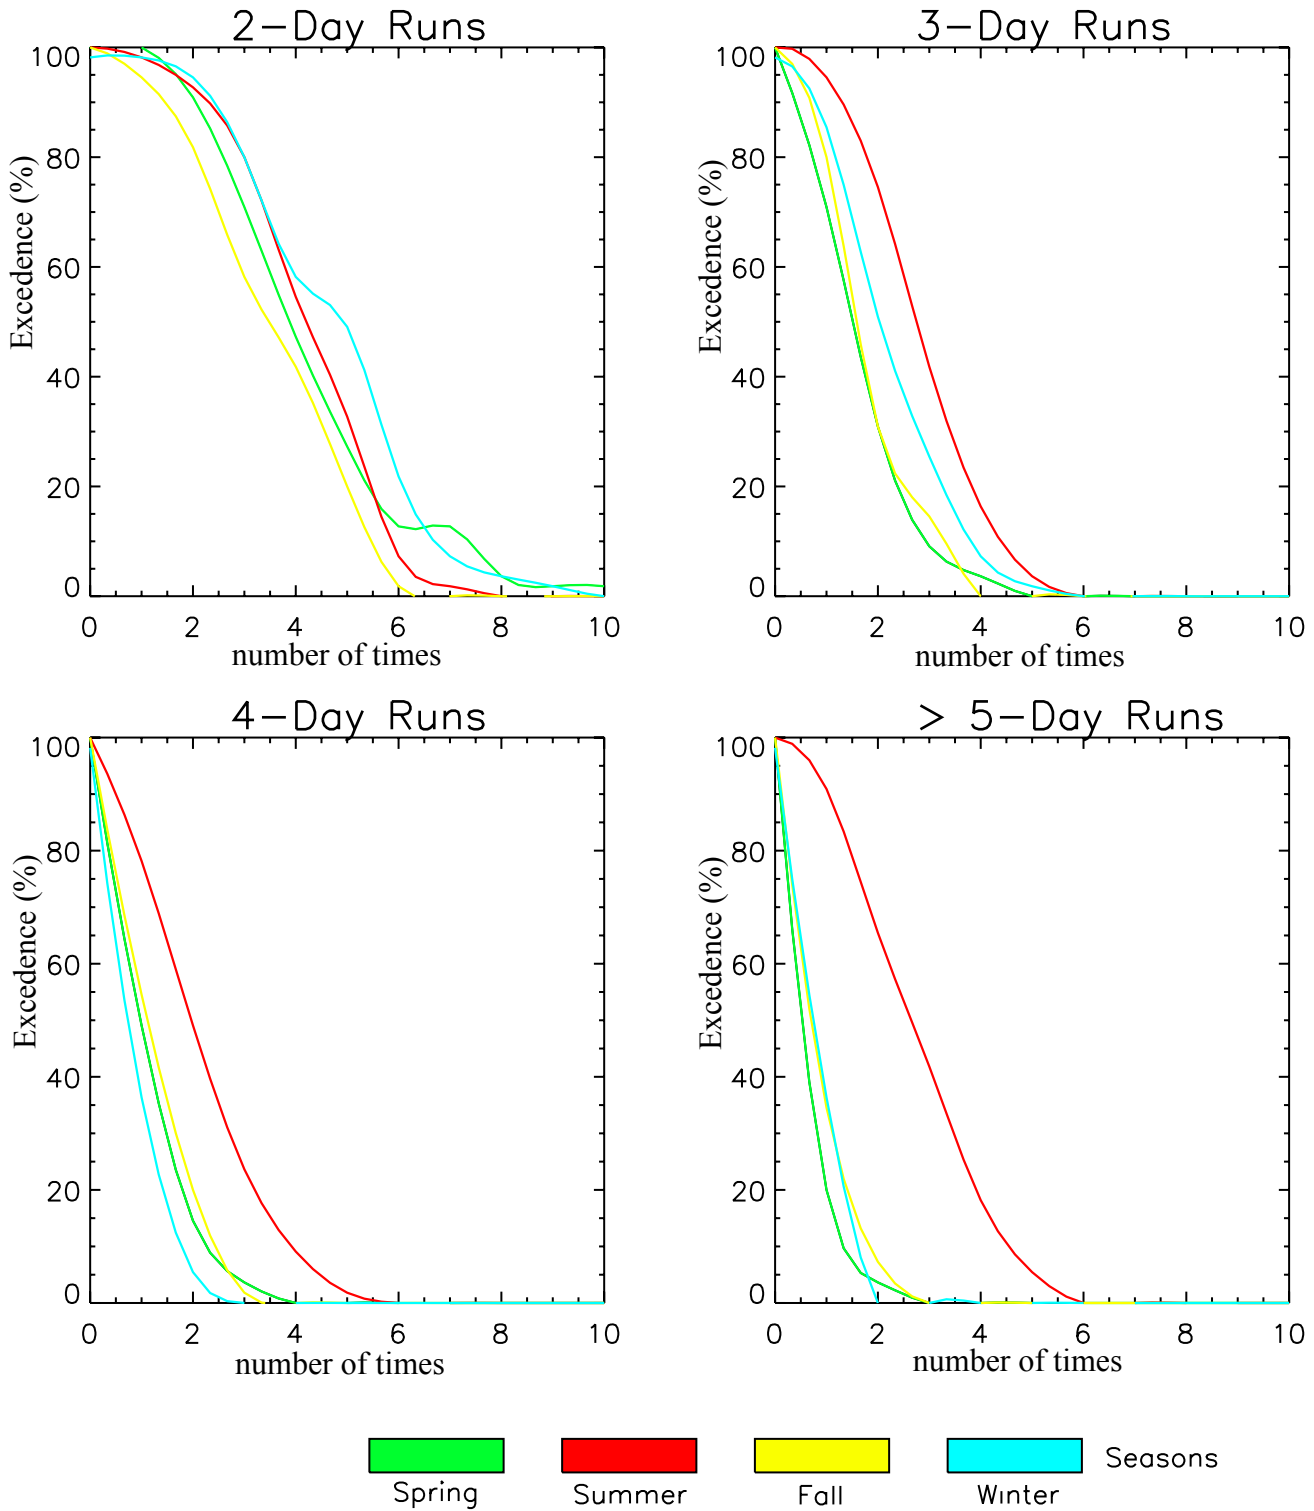 2-Day Runs
3-Day Runs
100
80
60
40
20
0
Excedence (%)
0 2 4 6 8 10
number of times
100
80
60
40
20
0
Excedence (%)
0 2 4 6 8 10
number of times
4-Day Runs
> 5-Day Runs
100
80
60
40
20
0
Excedence (%)
0 2 4 6 8 10
number of times
100
80
60
40
20
0
Excedence (%)
0 2 4 6 8 10
number of times
Seasons
Spring Summer Fall Winter